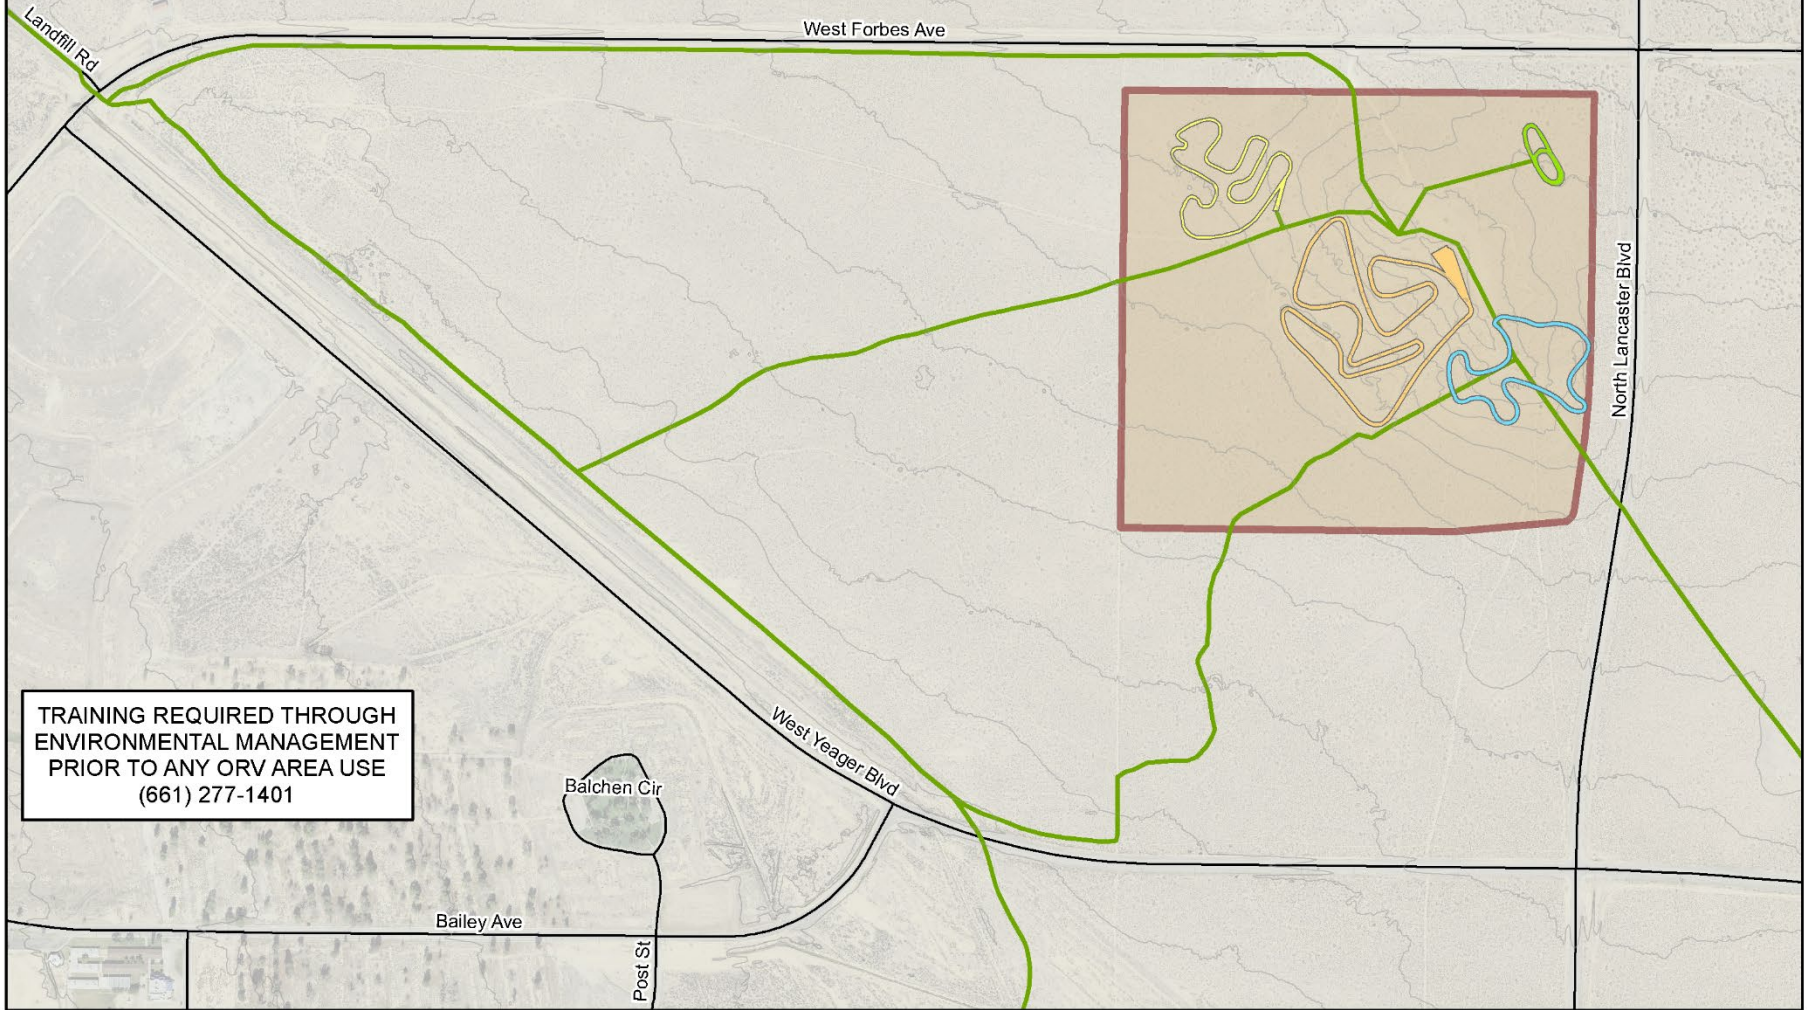 Landfill Rd
West Forbes Ave
North Lancaster Blvd
TRAINING REQUIRED THROUGH
ENVIRONMENTAL MANAGEMENT
PRIOR TO ANY ORV AREA USE
(661) 277-1401
West Yeager Blvd
Balchen Cir
Bailey Ave
Post St